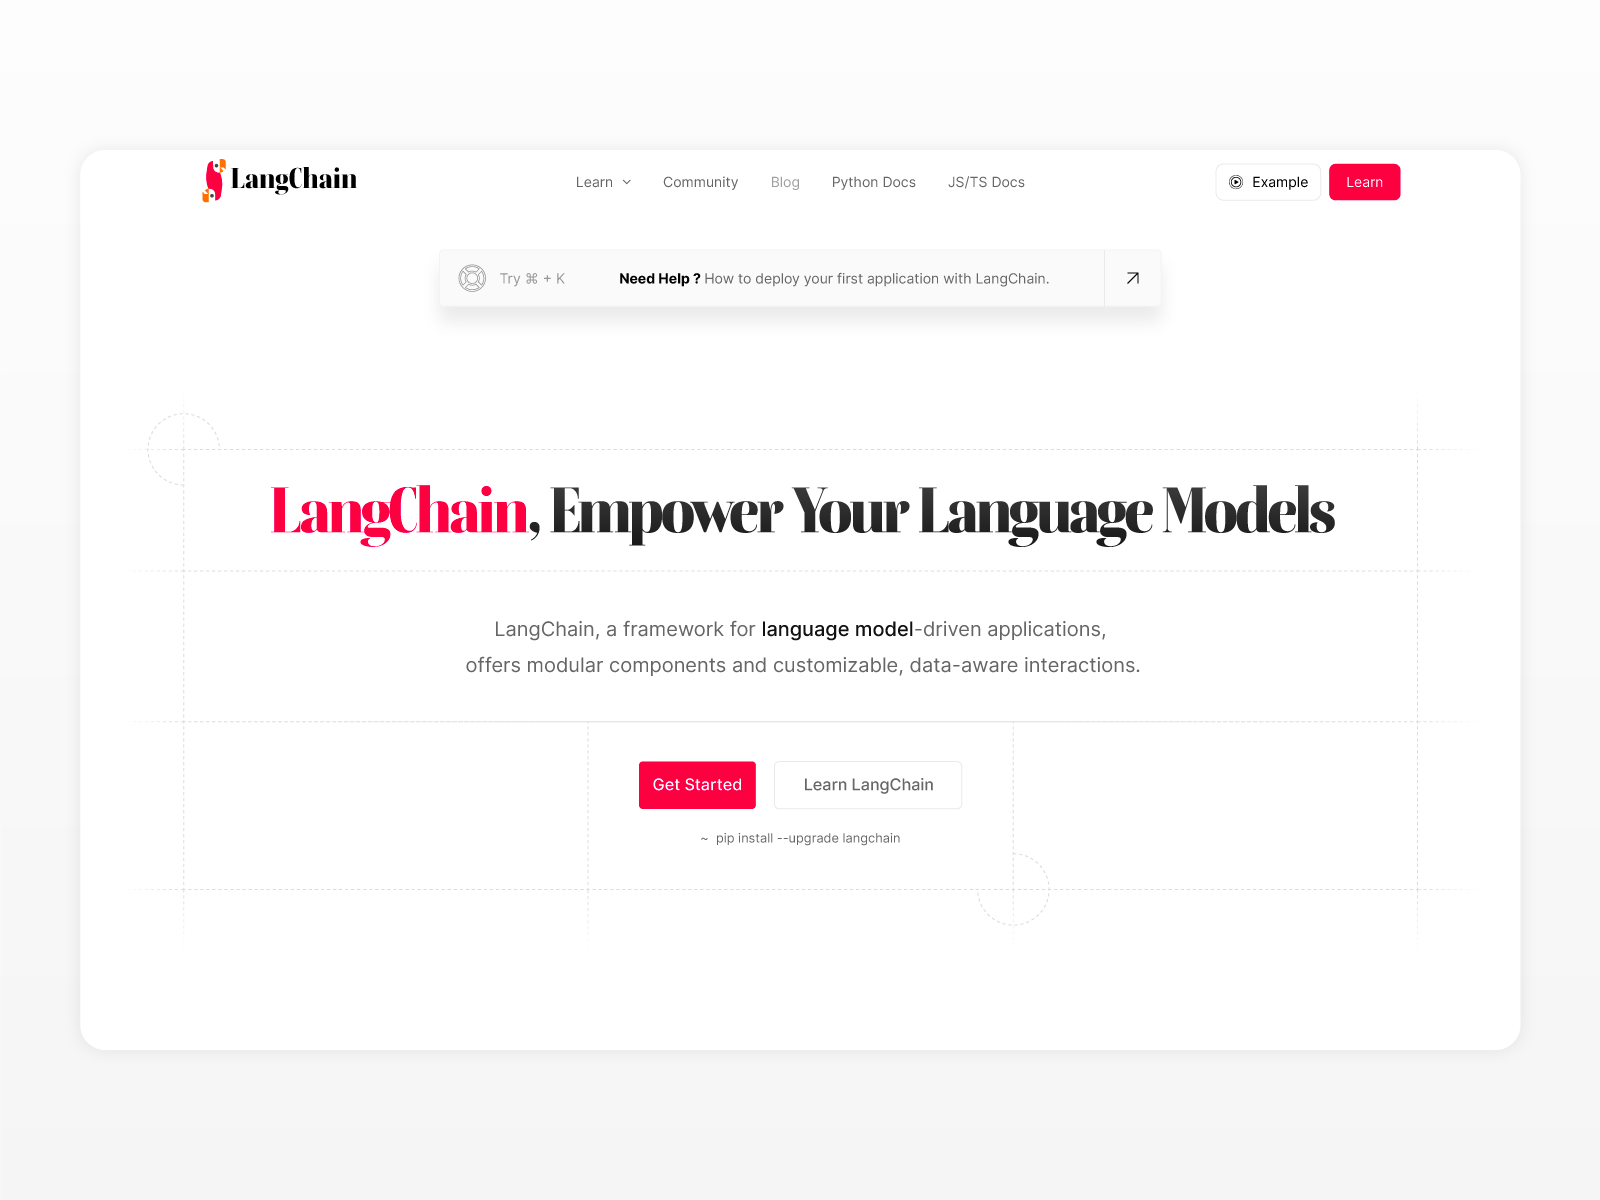 LangChain
Learn
Community
Blog
Python Docs
JS/TS Docs
Example
Learn
Try ⌘ + K
Need Help ? How to deploy your first application with LangChain.
LangChain, Empower Your Language Models
LangChain, a framework for language model-driven applications,
offers modular components and customizable, data-aware interactions.
Get Started
Learn LangChain
~ pip install --upgrade langchain